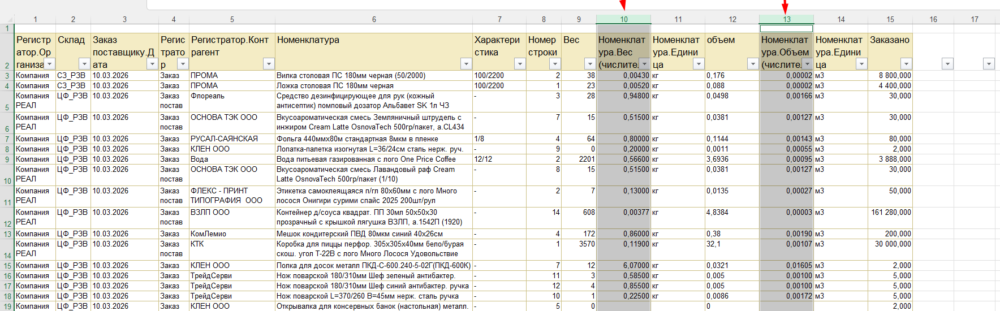 1 2 3 4 5 6 7 8 9 10 11 12 13 14 15 16 17
1
2 Регистратор.Организа Склад Заказ поставщику.Дата Регистратор Регистратор.Контрагент Номенклатура Характеристика Номер строки Вес Номенклатура.Вес (числите. Номенклатура.Единица объем Номенклатура.Объем (числите. Номенклатура.Единица Заказано
3 Компания СЗ_РЗВ 10.03.2026 Заказ ПРОМА Вилка столовая ПС 180мм черная (50/2000) 100/2200 2 38 0,00430 кг 0,176 0,00002 м3 8 800,000
4 Компания СЗ_РЗВ 10.03.2026 Заказ ПРОМА Ложка столовая ПС 180мм черная 100/2200 1 23 0,00520 кг 0,088 0,00002 м3 4 400,000
Компания ЦФ_РЗВ 10.03.2026 Заказ Флореаль Средство дезинфицирующее для рук (кожный - 3 28 0,94800 кг 0,0498 0,00166 м3 30,000
5 РЕАЛ постав антисептик) помповый дозатор Альбавет SK 1л ЧЗ
Компания ЦФ_РЗВ 10.03.2026 Заказ ОСНОВА ТЭК ООО Вкусоароматическая смесь Земляничный штрудель с - 7 15 0,51500 кг 0,0381 0,00127 м3 30,000
6 РЕАЛ постав инжиром Cream Latte OsnovaTech 500гр/пакет, а.CL434
7 Компания ЦФ_РЗВ 10.03.2026 Заказ РУСАЛ-САЯНСКАЯ Фольга 440ммх80м стандартная 8мкм в пленке 1/8 4 64 0,80000 кг 0,1144 0,00143 м3 80,000
8 Компания ЦФ_РЗВ 10.03.2026 Заказ КЛЕН ООО Лопатка-палетка изогнутая L=36/24см сталь нерж. руч. - 9 0 0,20000 кг 0,0011 0,00055 м3 2,000
9 Компания ЦФ_РЗВ 10.03.2026 Заказ Вода Вода питьевая газированная с лого One Price Coffee 12/12 2 2201 0,56600 кг 3,6936 0,00095 м3 3 888,000
Компания ЦФ_РЗВ 10.03.2026 Заказ ОСНОВА ТЭК ООО Вкусоароматическая смесь Лавандовый раф Cream - 8 15 0,51500 кг 0,0381 0,00127 м3 30,000
10 РЕАЛ постав Latte OsnovaTech 500гр/пакет (1/10)
Компания ЦФ_РЗВ 10.03.2026 Заказ ФЛЕКС - ПРИНТ Этикетка самоклеящаяся п/гл 80х60мм с лого Много - 2 7 0,13000 кг 0,0135 0,00027 м3 50,000
11 РЕАЛ постав ТИПОГРАФИЯ ООО лосося Онигири сурими спайс 2025 200шт/рул
Компания ЦФ_РЗВ 10.03.2026 Заказ ВЗЛП ООО Контейнер д/соуса квадрат. ПП 30мл 50х50х30 - 14 608 0,00377 кг 4,8384 0,00003 м3 161 280,000
12 РЕАЛ постав прозрачный с крышкой лягушка ВЗЛП, а.1542П (1920)
13 Компания ЦФ_РЗВ 10.03.2026 Заказ КомЛемио Мешок кондитерский ПВД 80мкм синий 40х26см - 4 172 0,86000 кг 0,38 0,00190 м3 200,000
Компания ЦФ_РЗВ 10.03.2026 Заказ КТК Коробка для пиццы перфор. 305х305х40мм бело/бурая - 1 3570 0,11900 кг 32,1 0,00107 м3 30 000,000
14 РЕАЛ постав скош. угол Т-22В с лого Много Лосося Удовольствие
15 Компания ЦФ_РЗВ 10.03.2026 Заказ КЛЕН ООО Полка для досок металл ПКД-С-600.240-5-02Г(ПКД-600К) - 7 12 6,07000 кг 0,0321 0,01605 м3 2,000
16 Компания ЦФ_РЗВ 10.03.2026 Заказ ТрейдСерви Нож поварской 180/310мм Шеф зеленый антибактер. - 11 3 0,58500 кг 0,005 0,00100 м3 5,000
17 Компания ЦФ_РЗВ 10.03.2026 Заказ ТрейдСерви Нож поварской 180/310мм Шеф синий антибактер. ручка - 12 4 0,85500 кг 0,005 0,00100 м3 5,000
18 Компания ЦФ_РЗВ 10.03.2026 Заказ ТрейдСерви Нож поварской L=370/260 B=45мм нерж. сталь ручка - 10 1 0,22500 кг 0,0086 0,00172 м3 5,000
19 Компания ЦФ_РЗВ 10.03.2026 Заказ КЛЕН ООО Открывалка для консервных банок (настольная) металл. - 5 0 0 2,000